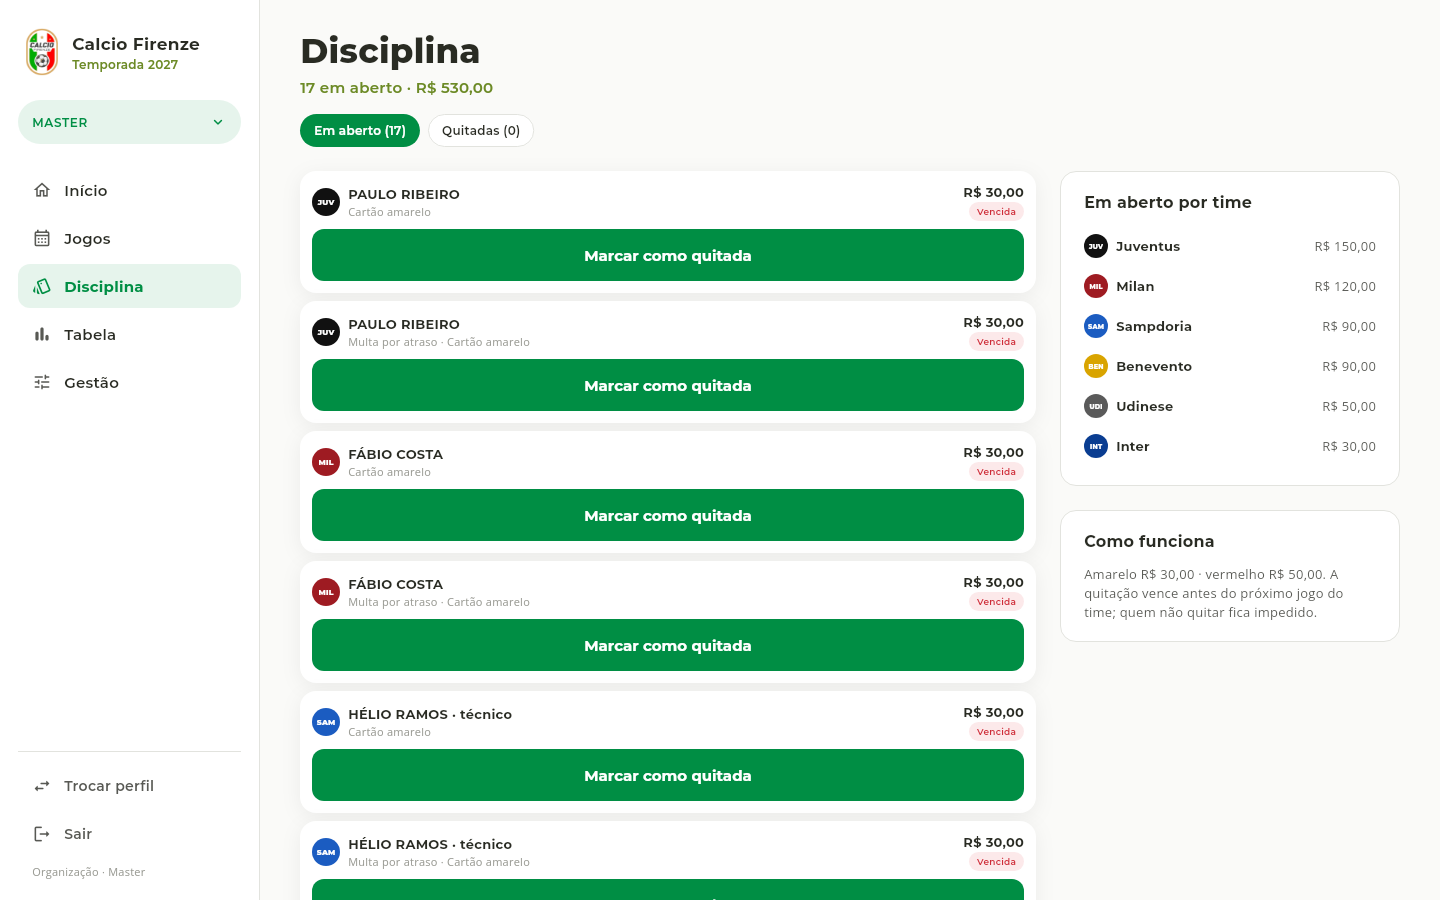 CALCIO
Calcio Firenze
Temporada 2027
MASTER
Início
Jogos
Disciplina
Tabela
Gestão
Trocar perfil
Sair
Organização · Master
Disciplina
17 em aberto · R$ 530,00
Em aberto (17)
Quitadas (0)
JUV
PAULO RIBEIRO
Cartão amarelo
R$ 30,00
Vencida
Marcar como quitada
JUV
PAULO RIBEIRO
Multa por atraso · Cartão amarelo
R$ 30,00
Vencida
Marcar como quitada
MIL
FÁBIO COSTA
Cartão amarelo
R$ 30,00
Vencida
Marcar como quitada
MIL
FÁBIO COSTA
Multa por atraso · Cartão amarelo
R$ 30,00
Vencida
Marcar como quitada
SAM
HÉLIO RAMOS · técnico
Cartão amarelo
R$ 30,00
Vencida
Marcar como quitada
SAM
HÉLIO RAMOS · técnico
Multa por atraso · Cartão amarelo
R$ 30,00
Vencida
Em aberto por time
JUV Juventus R$ 150,00
MIL Milan R$ 120,00
SAM Sampdoria R$ 90,00
BEN Benevento R$ 90,00
UDI Udinese R$ 50,00
INT Inter R$ 30,00
Como funciona
Amarelo R$ 30,00 · vermelho R$ 50,00. A
quitação vence antes do próximo jogo do
time; quem não quitar fica impedido.